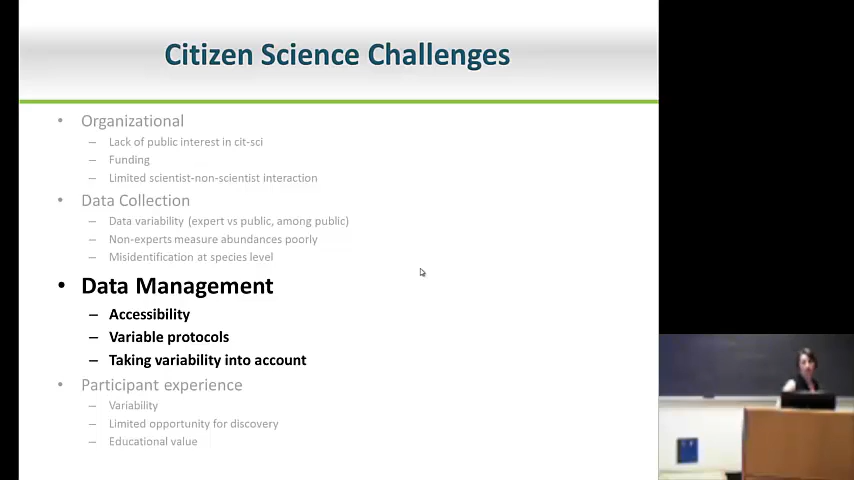 Citizen Science Challenges
• Organizational
– Lack of public interest in cit-sci
– Funding
– Limited scientist-non-scientist interaction
• Data Collection
– Data variability (expert vs public, among public)
– Non-experts measure abundances poorly
– Misidentification at species level
• Data Management
– Accessibility
– Variable protocols
– Taking variability into account
• Participant experience
– Variability
– Limited opportunity for discovery
– Educational value